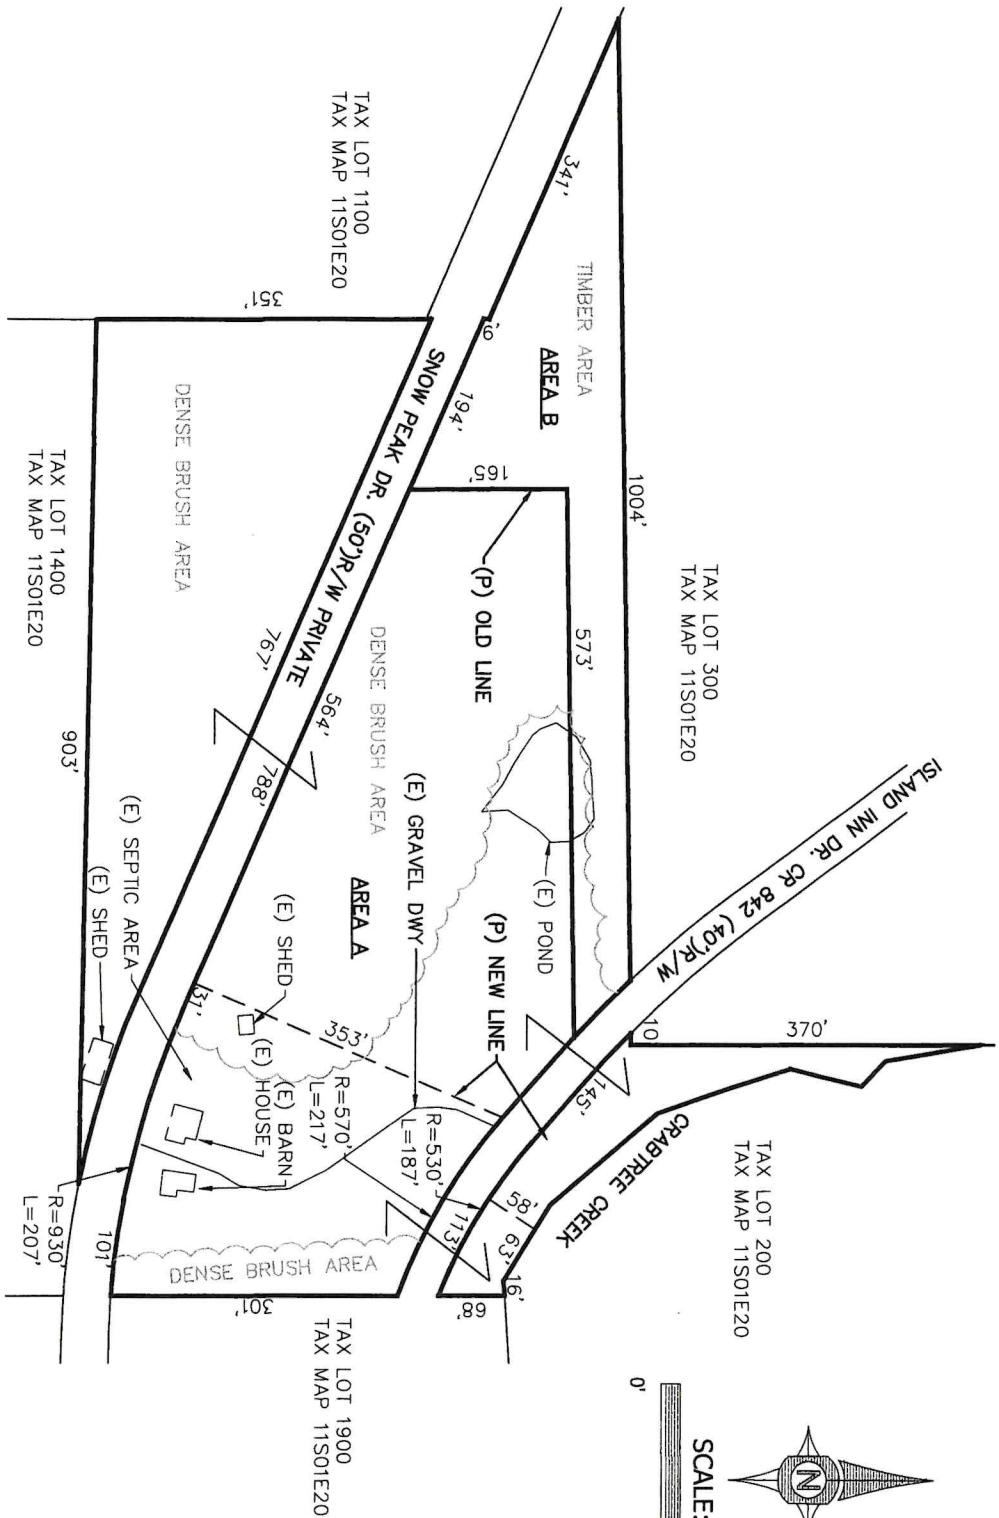 TAX LOT 1100
TAX MAP 11S01E20
341'
TIMBER AREA
AREA B
1004'
TAX LOT 300
TAX MAP 11S01E20
351'
9'
194'
165'
SNOW PEAK DR. (50')R/W PRIVATE
(P) OLD LINE
573'
DENSE BRUSH AREA
TAX LOT 1400
TAX MAP 11S01E20
767'
564'
788'
DENSE BRUSH AREA
903'
(E) GRAVEL DWY
(E) POND
ISLAND INN DR. CR 842 (40')R/W
AREA A
(P) NEW LINE
(E) SEPTIC AREA
(E) SHED
(E) SHED
31'
353'
10
370'
145'
(E) HOUSE
(E) BARN
R=570'
L=217'
R=530'
L=187'
CRABTREE CREEK
TAX LOT 200
TAX MAP 11S01E20
58'
63'
16'
113'
68'
R=930'
L=207'
101'
DENSE BRUSH AREA
301'
TAX LOT 1900
TAX MAP 11S01E20
0'
SCALE:
N